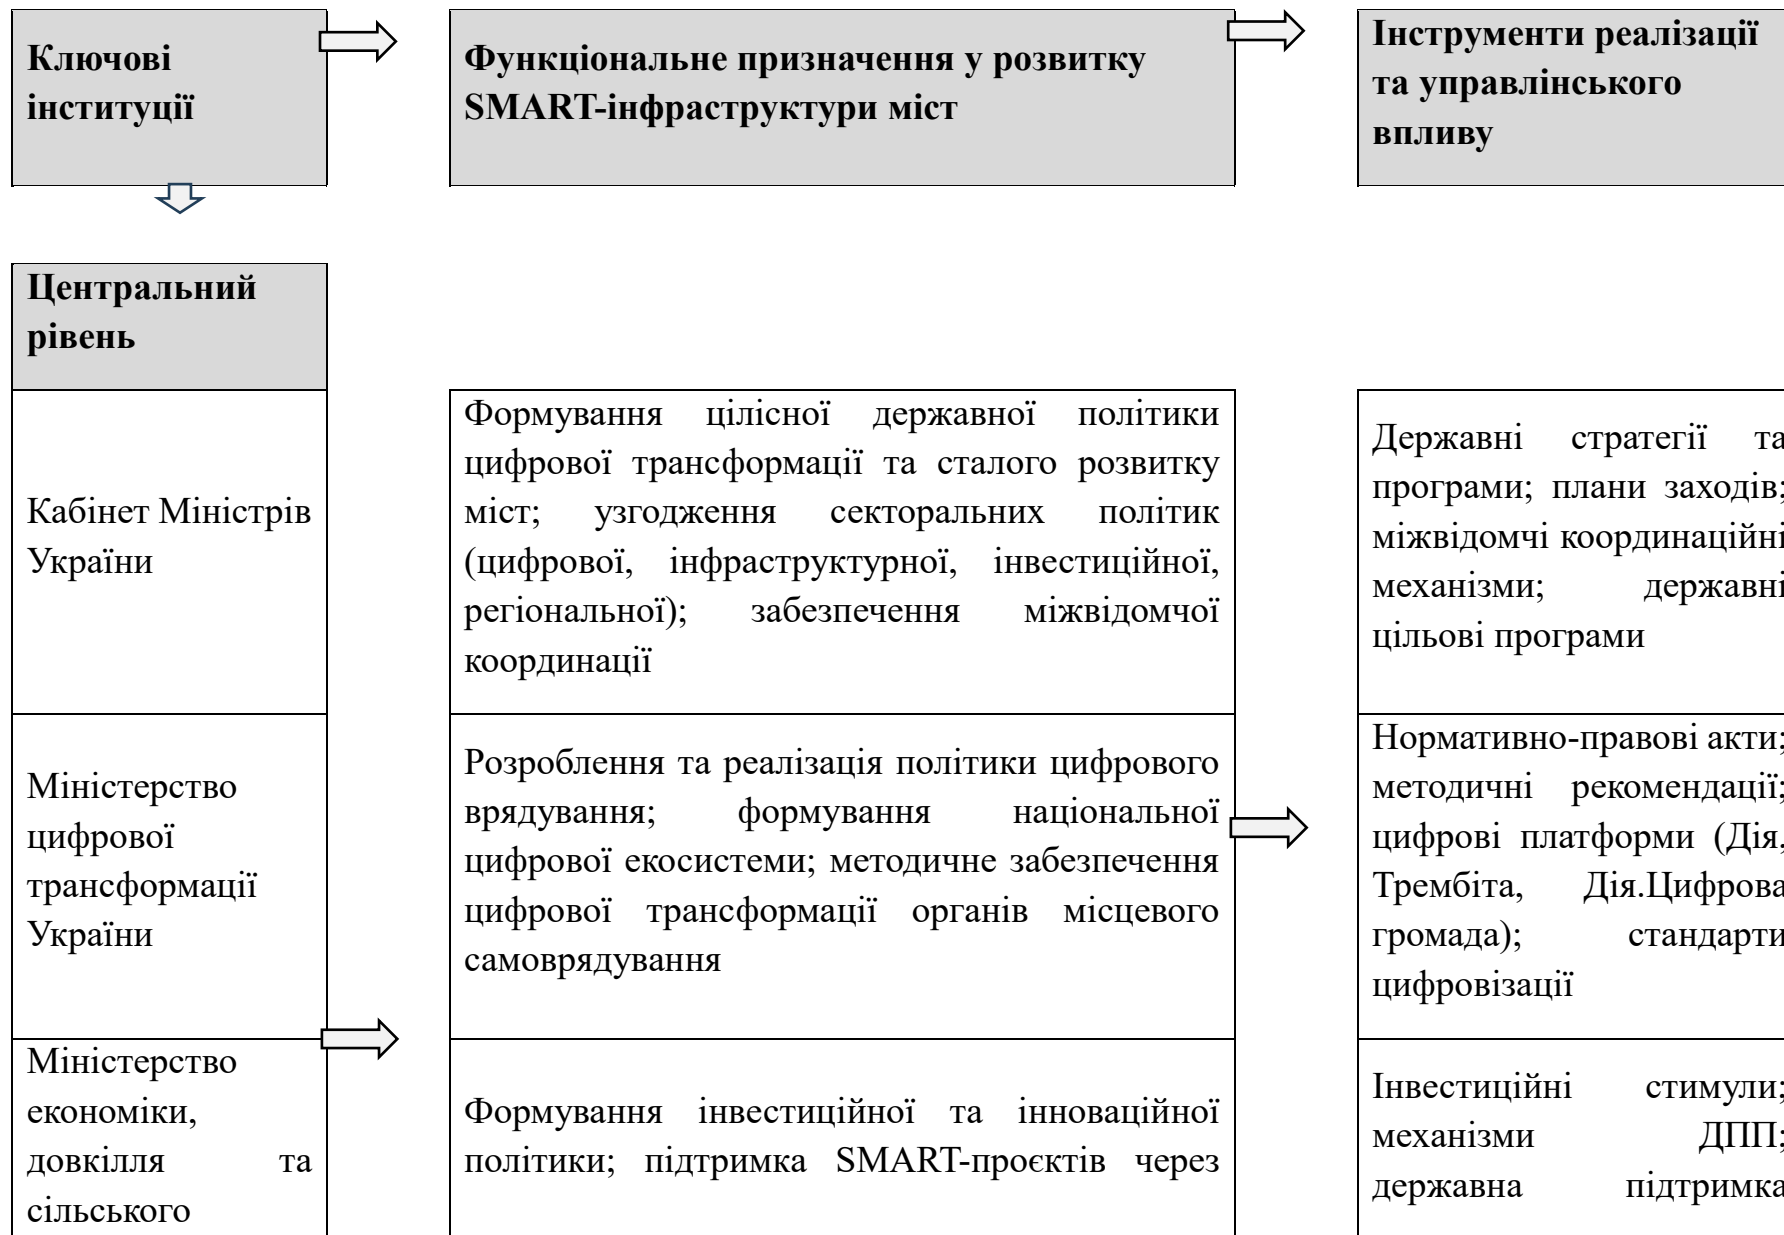 Ключові
інституції
Функціональне призначення у розвитку
SMART-інфраструктури міст
Інструменти реалізації
та управлінського
впливу
Центральний
рівень
Кабінет Міністрів
України
Формування цілісної державної політики
цифрової трансформації та сталого розвитку
міст; узгодження секторальних політик
(цифрової, інфраструктурної, інвестиційної,
регіональної); забезпечення міжвідомчої
координації
Державні стратегії та
програми; плани заходів;
міжвідомчі координаційні
механізми; державні
цільові програми
Міністерство
цифрової
трансформації
України
Розроблення та реалізація політики цифрового
врядування; формування національної
цифрової екосистеми; методичне забезпечення
цифрової трансформації органів місцевого
самоврядування
Нормативно-правові акти;
методичні рекомендації;
цифрові платформи (Дія,
Трембіта, Дія.Цифрова
громада); стандарти
цифровізації
Міністерство
економіки,
довкілля та
сільського
Формування інвестиційної та інноваційної
політики; підтримка SMART-проєктів через
Інвестиційні стимули;
механізми ДПП;
державна підтримка